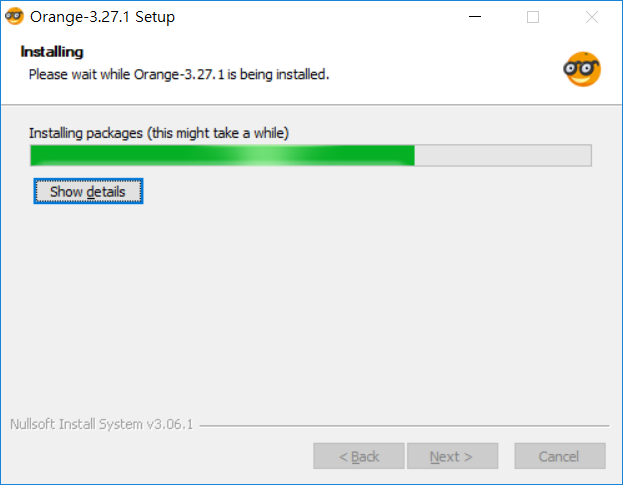 Orange-3.27.1 Setup
Installing
Please wait while Orange-3.27.1 is being installed.
Installing packages (this might take a while)
Show details
Nullsoft Install System v3.06.1
< Back Next > Cancel